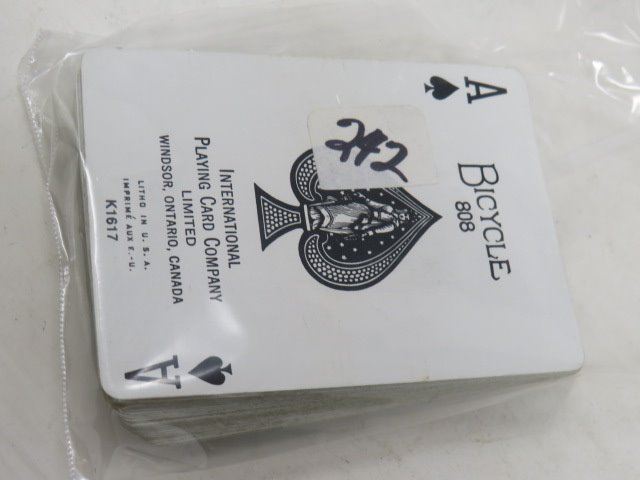 A
BICYCLE
808
242
INTERNATIONAL
PLAYING CARD COMPANY
LIMITED
WINDSOR, ONTARIO, CANADA
LITHO IN U. S. A.
IMPRIMÉ AUX É.-U.
K1617
A